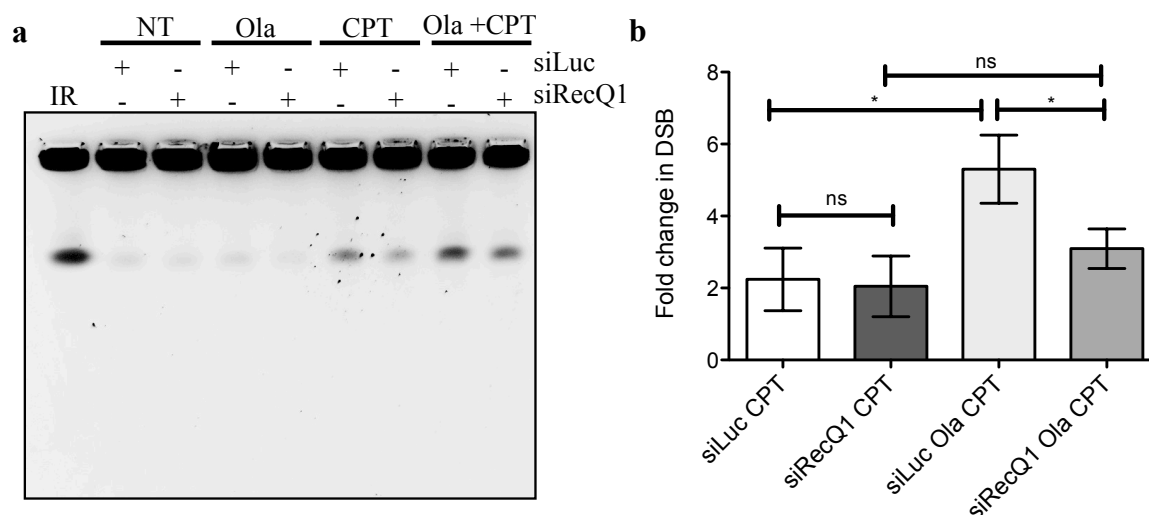 a
NT Ola CPT Ola +CPT
+ - + - + - + - siLuc
IR - + - + - + - + siRecQ1
b
Fold change in DSB
8
6
4
2
0
ns
*
*
ns
siLuc CPT
siRecQ1 CPT
siLuc Ola CPT
siRecQ1 Ola CPT